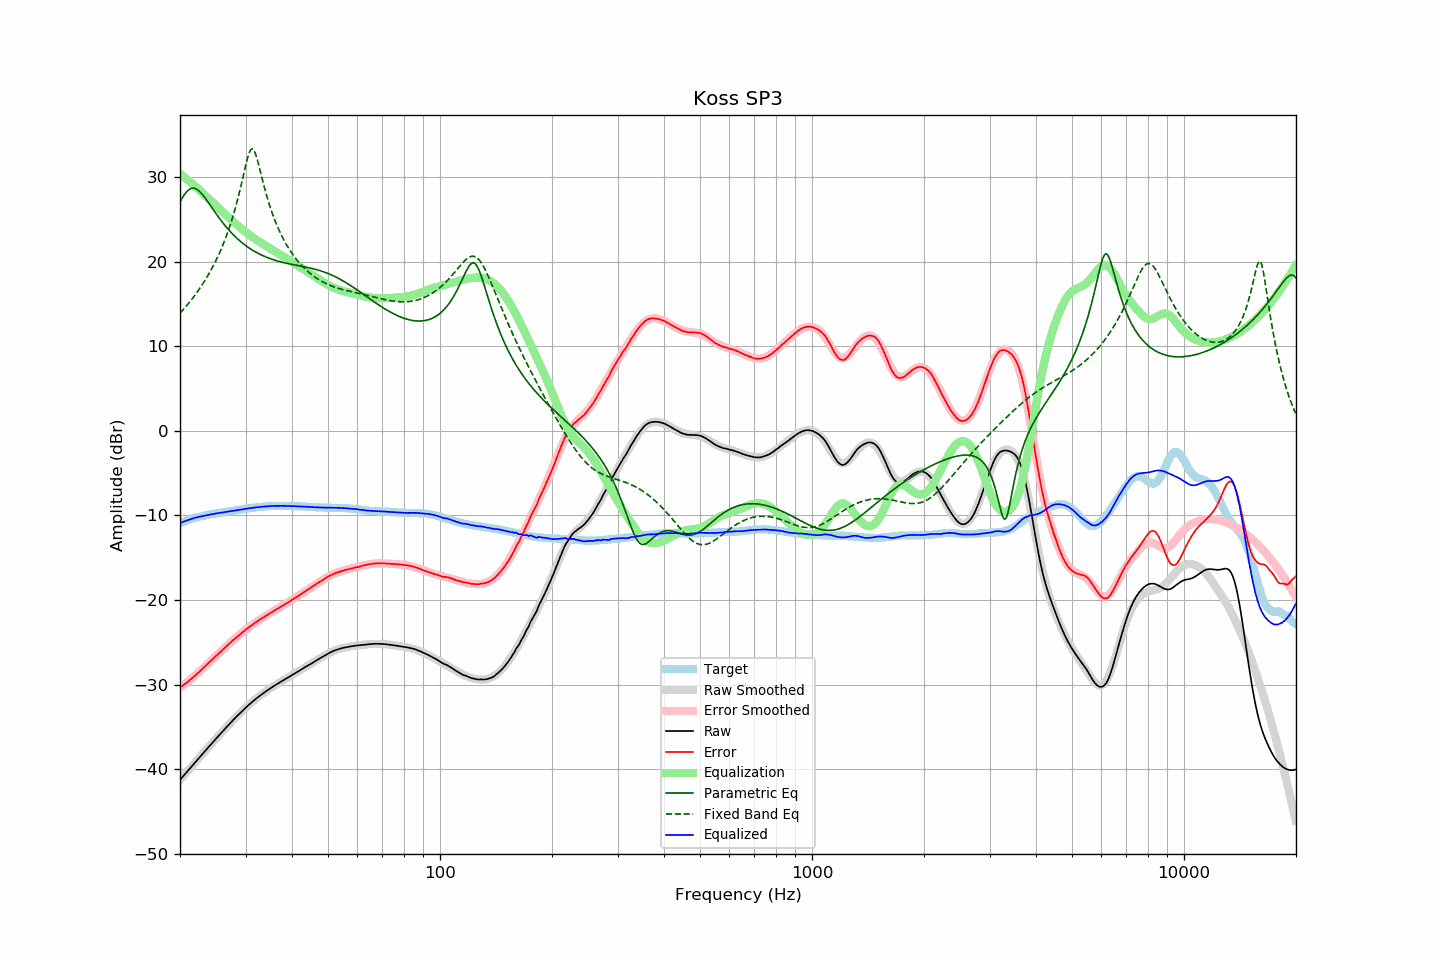 Koss SP3
Amplitude (dBr)
30
20
10
0
−10
−20
−30
−40
−50
100
1000
10000
Frequency (Hz)
Target
Raw Smoothed
Error Smoothed
Raw
Error
Equalization
Parametric Eq
Fixed Band Eq
Equalized